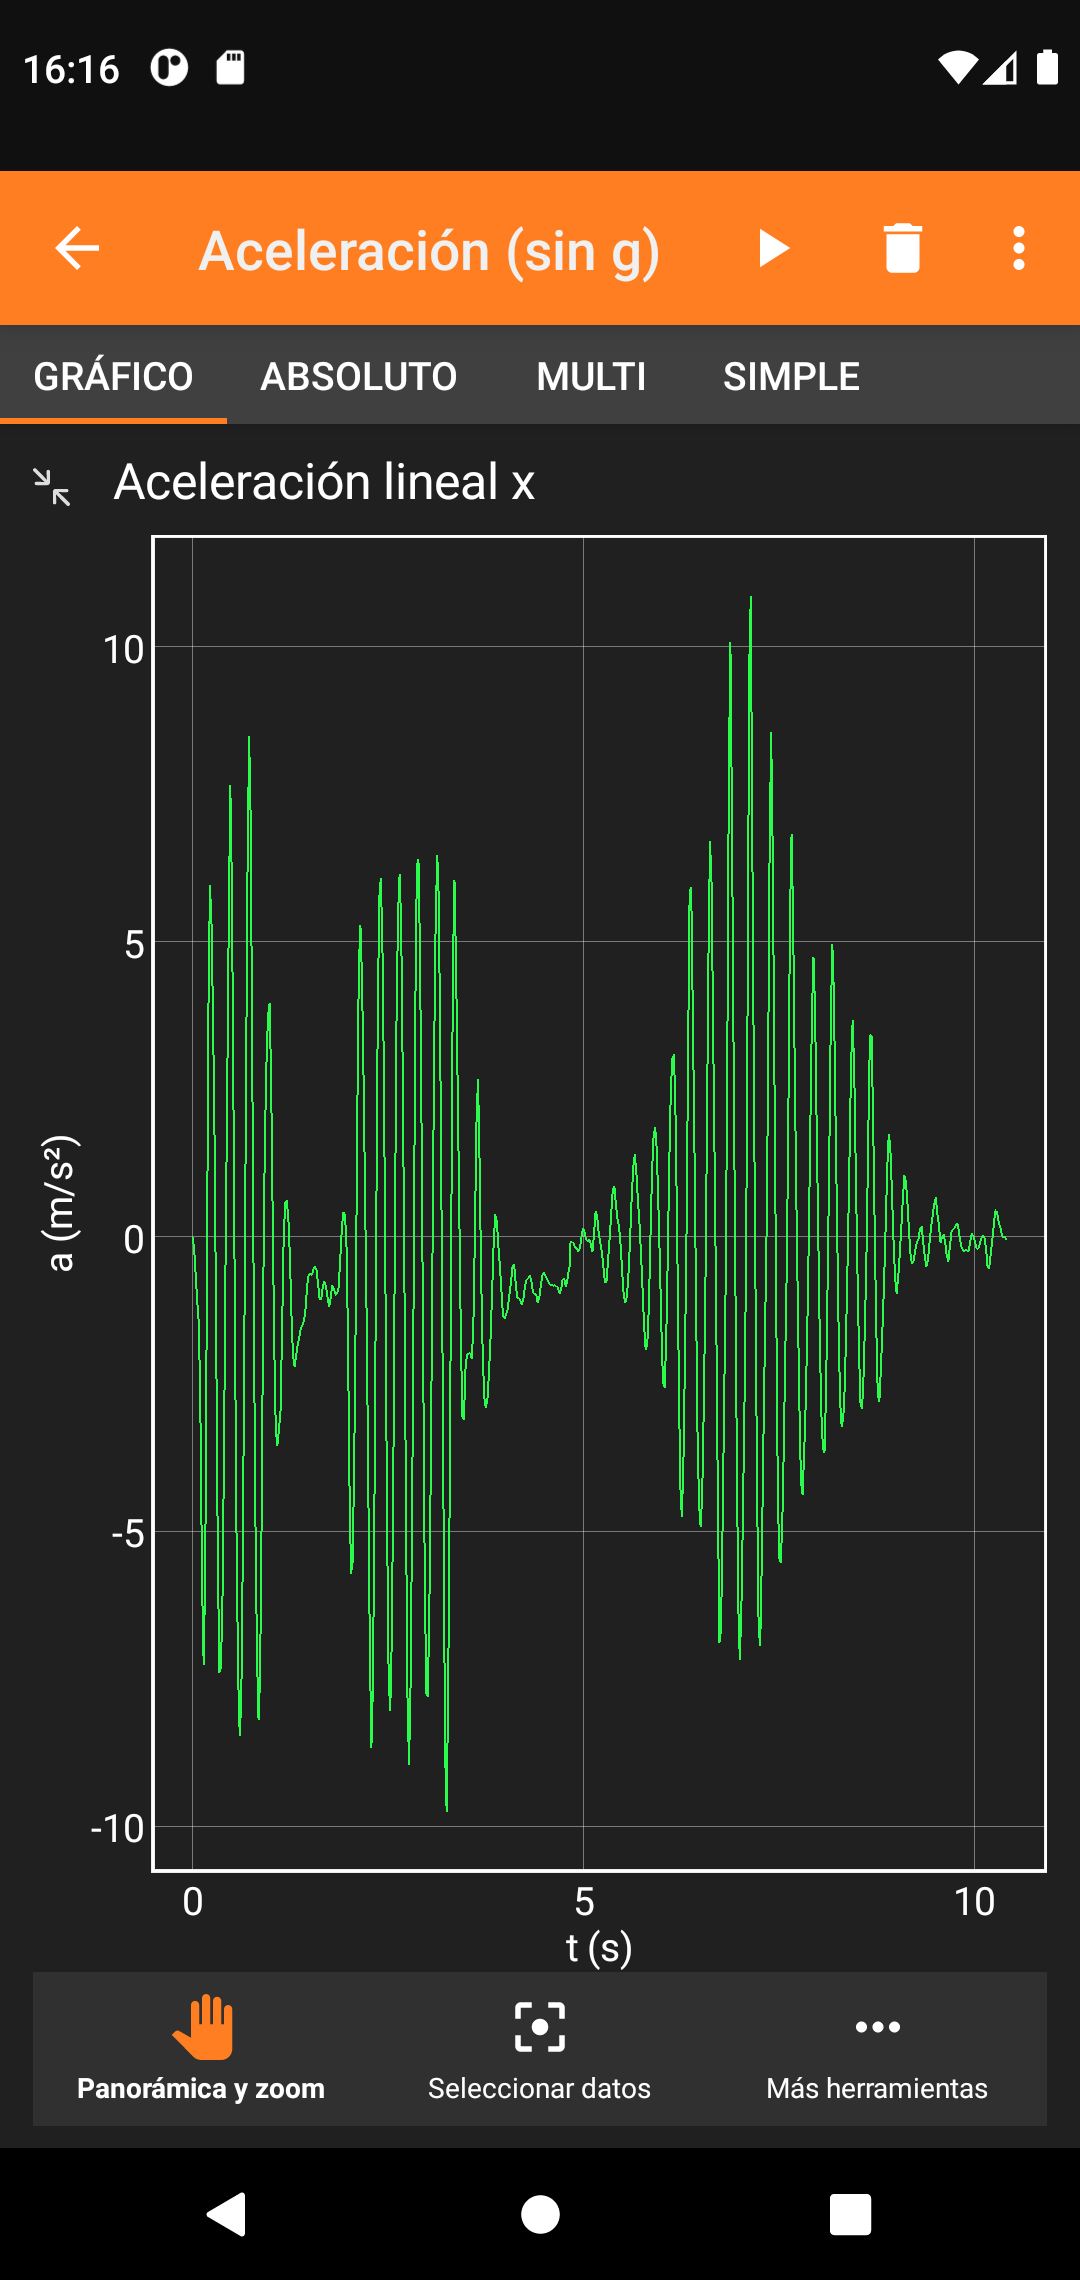 16:16
Aceleración (sin g)
GRÁFICO ABSOLUTO MULTI SIMPLE
Aceleración lineal x
10
5
0
-5
-10
a (m/s²)
0 5 10
t (s)
Panorámica y zoom Seleccionar datos Más herramientas